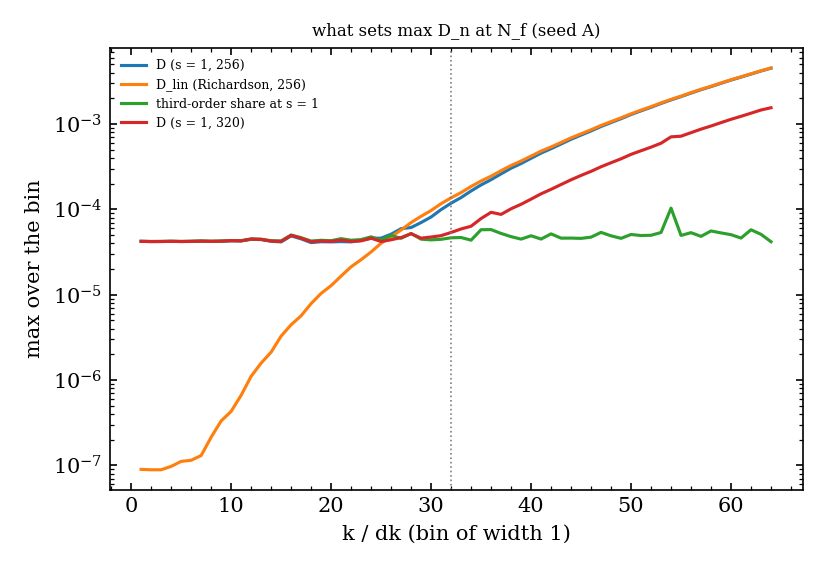 what sets max D_n at N_f (seed A)
D (s = 1, 256)
D_lin (Richardson, 256)
third-order share at s = 1
D (s = 1, 320)
max over the bin
10⁻³
10⁻⁴
10⁻⁵
10⁻⁶
10⁻⁷
0 10 20 30 40 50 60
k / dk (bin of width 1)